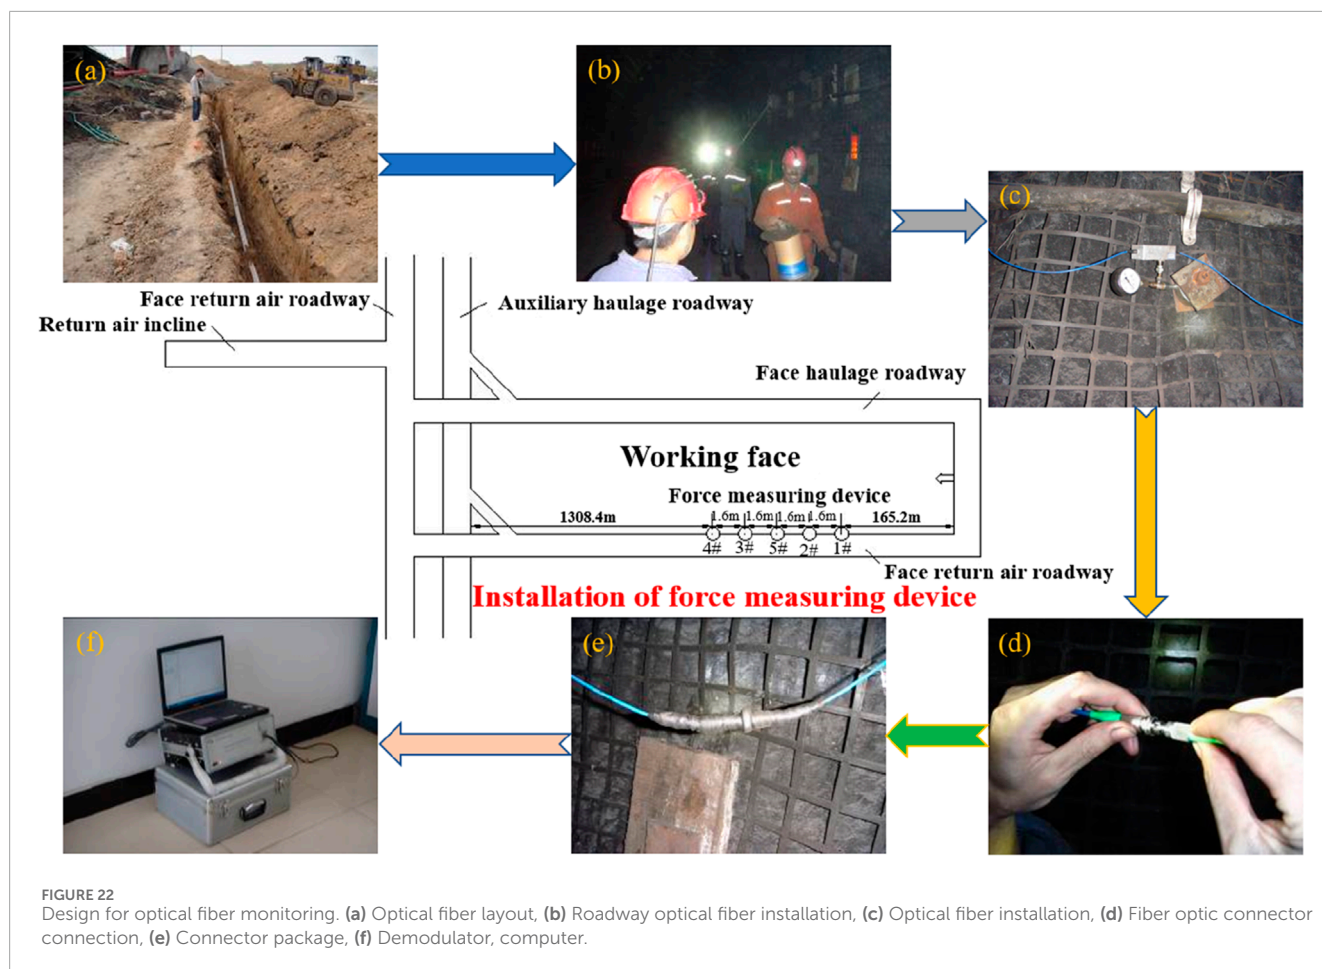 (a)
(b)
(c)
Face return air roadway
Auxiliary haulage roadway
Return air incline
Face haulage roadway
Working face
Force measuring device
1308.4m
1.6m
1.6m
1.6m
1.6m
165.2m
4#
3#
5#
2#
1#
Face return air roadway
Installation of force measuring device
(f)
(e)
(d)
FIGURE 22
Design for optical fiber monitoring. (a) Optical fiber layout, (b) Roadway optical fiber installation, (c) Optical fiber installation, (d) Fiber optic connector
connection, (e) Connector package, (f) Demodulator, computer.